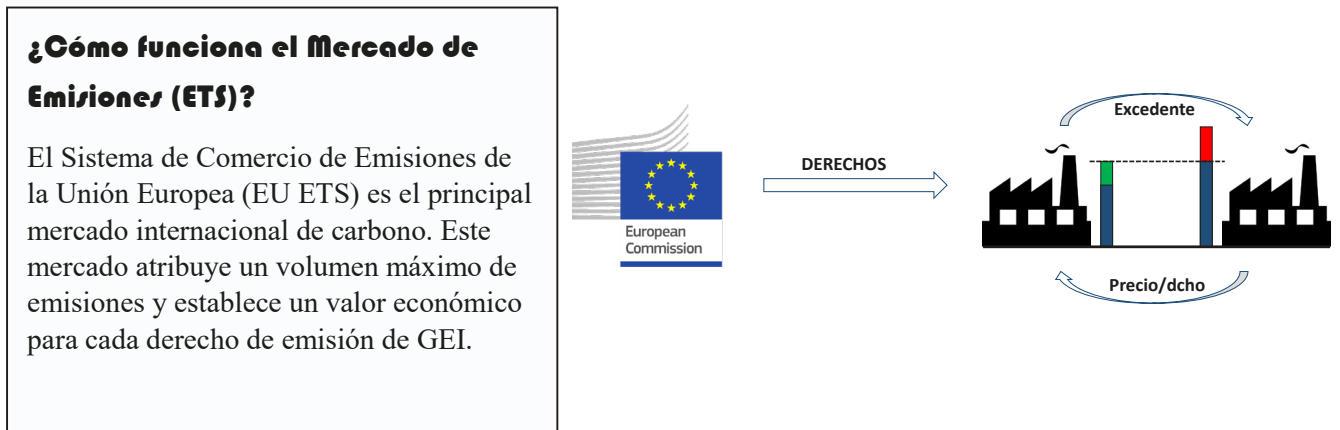 ¿Cómo funciona el Mercado de
Emisiones (ETS)?
El Sistema de Comercio de Emisiones de
la Unión Europea (EU ETS) es el principal
mercado internacional de carbono. Este
mercado atribuye un volumen máximo de
emisiones y establece un valor económico
para cada derecho de emisión de GEI.
European
Commission
DERECHOS
Excedente
Precio/dcho